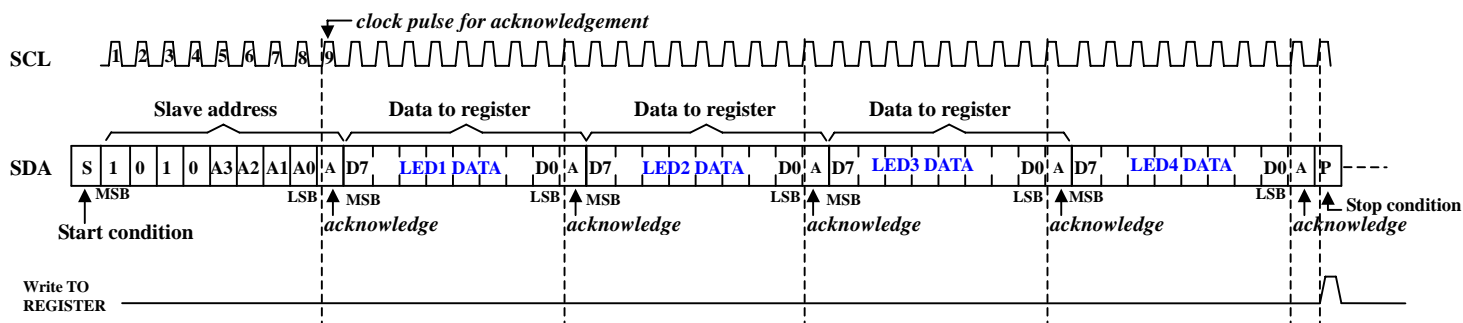 clock pulse for acknowledgement
SCL 1 2 3 4 5 6 7 8 9
Slave address Data to register Data to register Data to register
SDA S 1 0 1 0 A3 A2 A1 A0 A D7 LED1 DATA D0 A D7 LED2 DATA D0 A D7 LED3 DATA D0 A D7 LED4 DATA D0 A P
MSB LSB MSB LSB MSB LSB MSB LSB MSB LSB Stop condition
Start condition acknowledge acknowledge acknowledge acknowledge acknowledge
Write TO
REGISTER